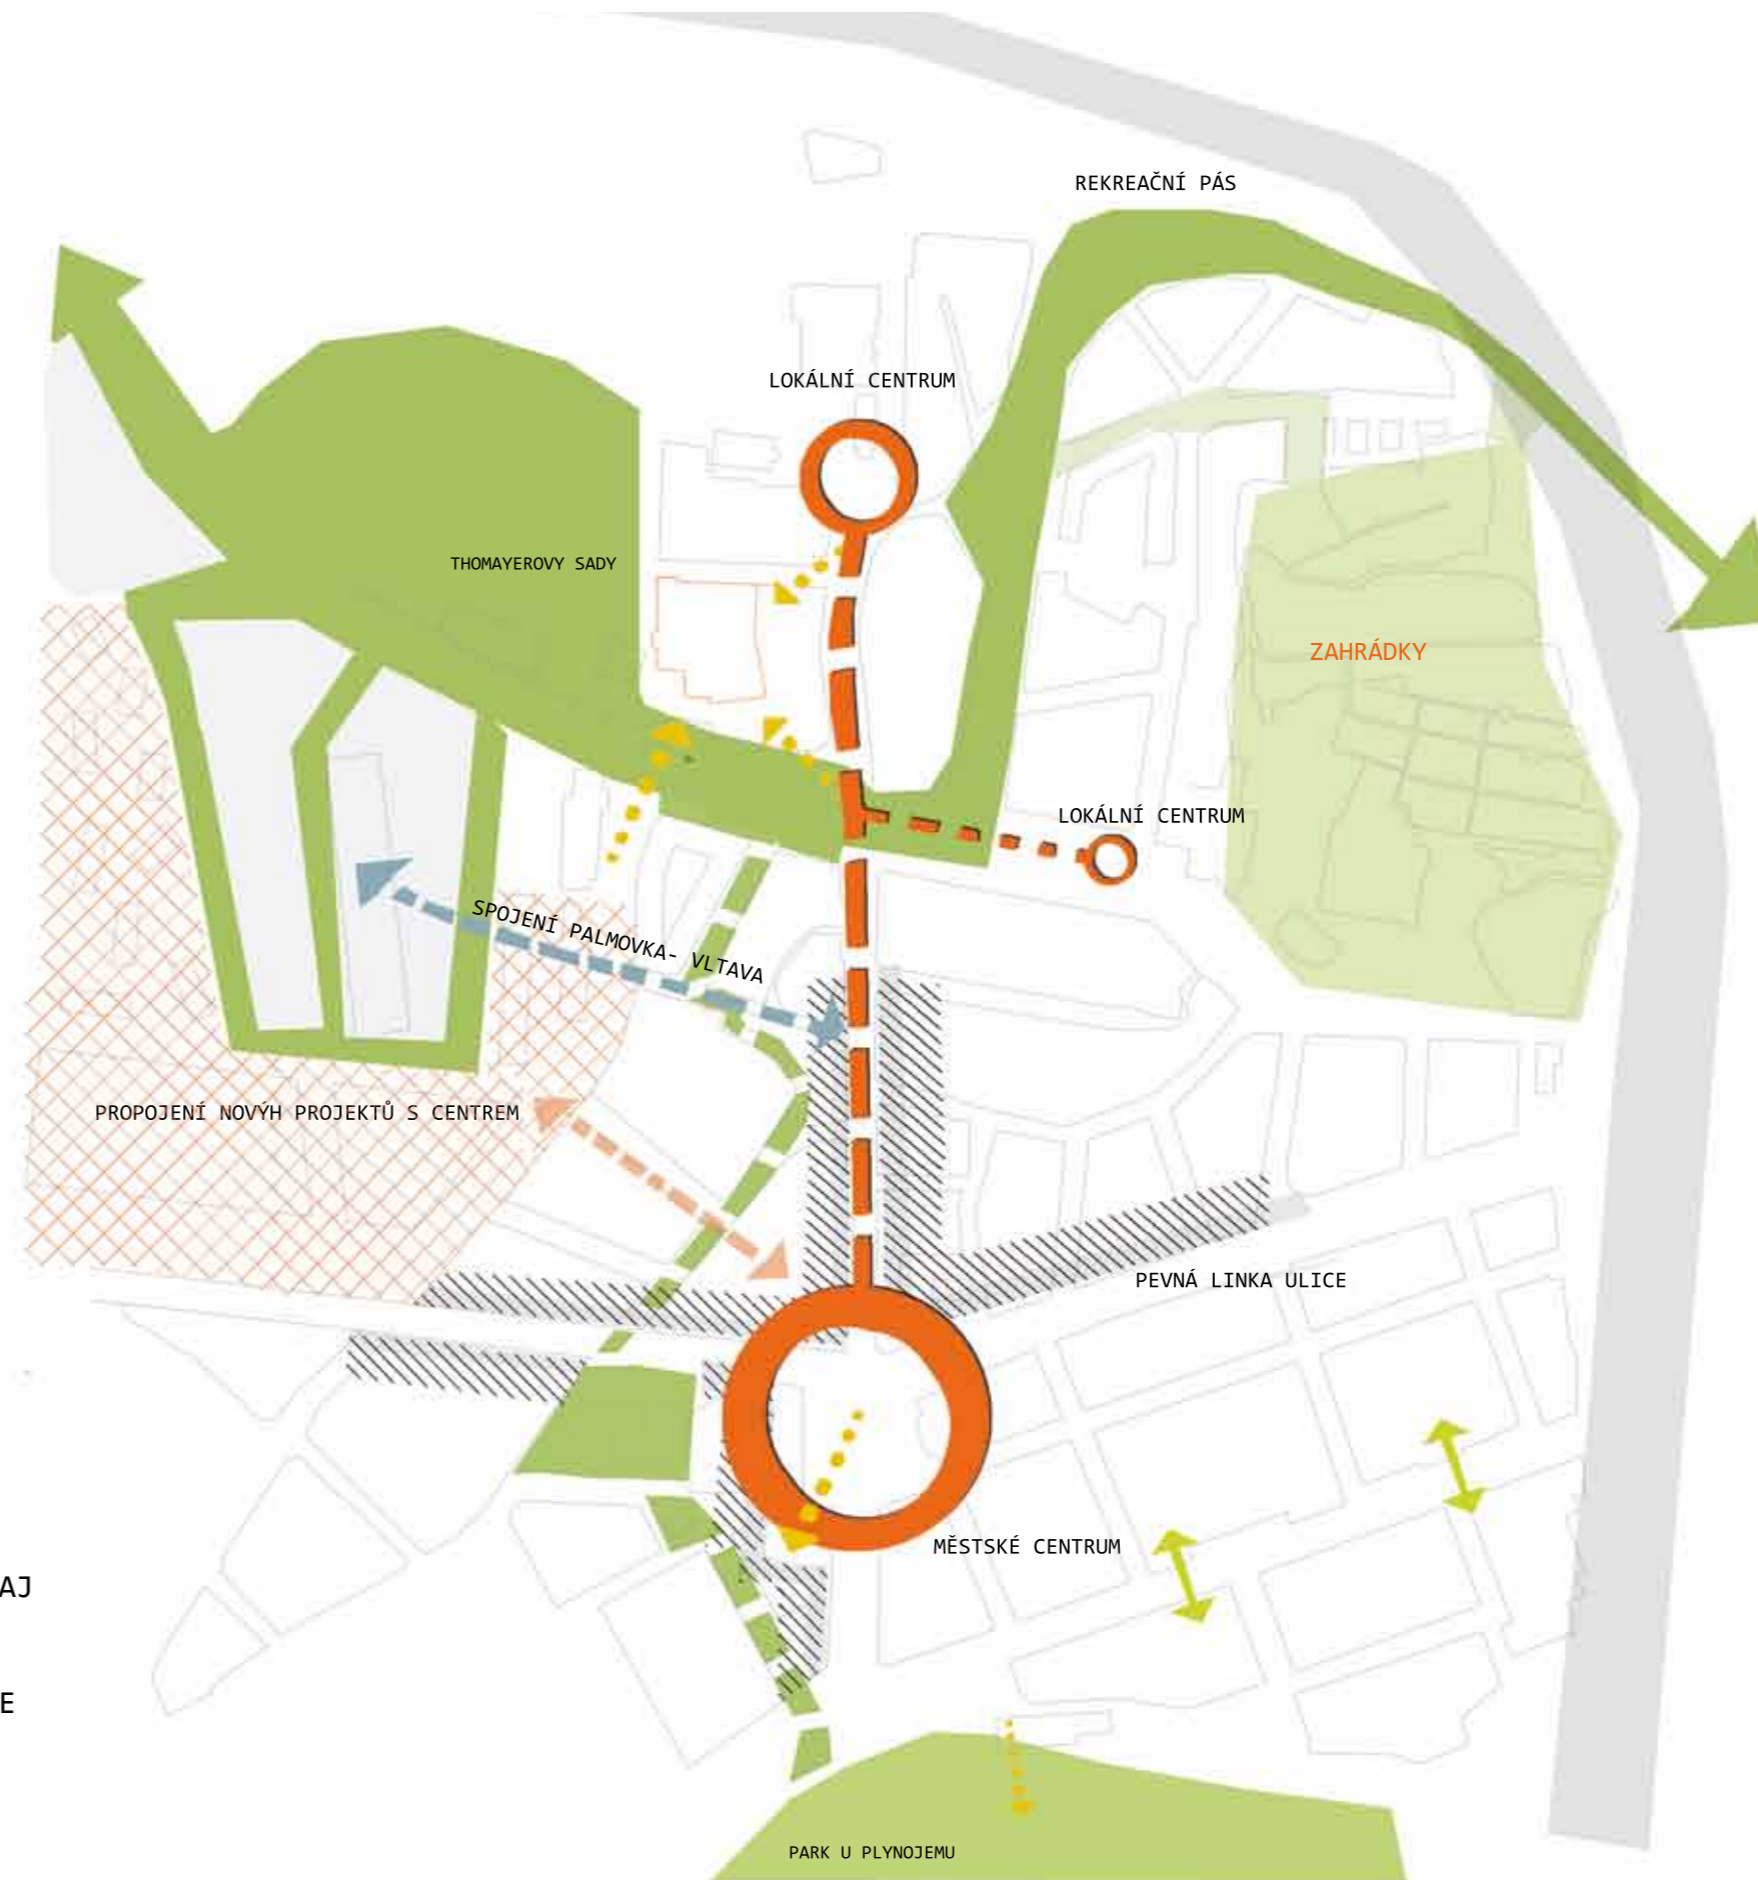 REKREAČNÍ PÁS
LOKÁLNÍ CENTRUM
THOMAYEROVY SADY
ZAHRÁDKY
LOKÁLNÍ CENTRUM
SPOJENÍ PALMOVKA- VLTAVA
PROPOJENÍ NOVÝH PROJEKTŮ S CENTREM
PEVNÁ LINKA ULICE
MĚSTSKÉ CENTRUM
AJ
E
PARK U PLYNOJEMU